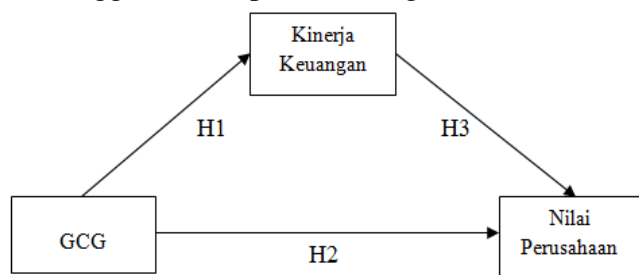 Kinerja
Keuangan
H1
H3
GCG
H2
Nilai
Perusahaan